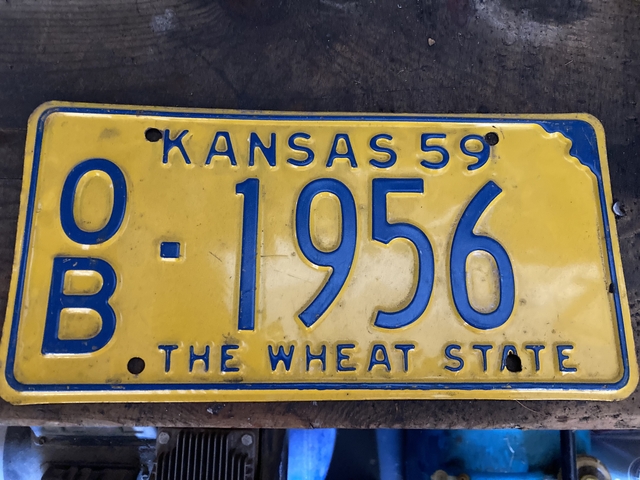 KANSAS 59
OB · 1956
THE WHEAT STATE